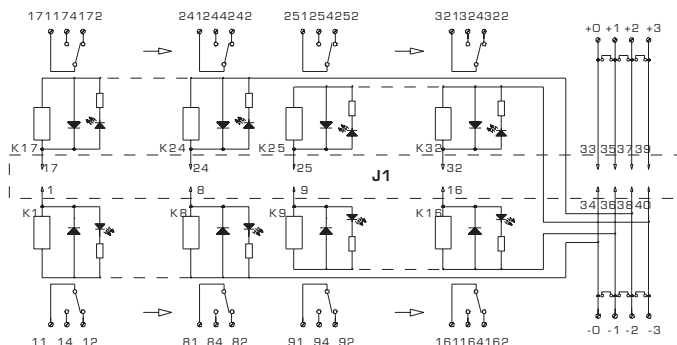 171174172 241244242 251254252 321324322 +0 +1 +2 +3
K17 K24 K25 K32 33 35 37 39
17 24 25 32
J1
1 8 9 16
K1 K8 K9 K16 34 36 38 40
11 14 12 81 84 82 91 94 92 161164162 -0 -1 -2 -3